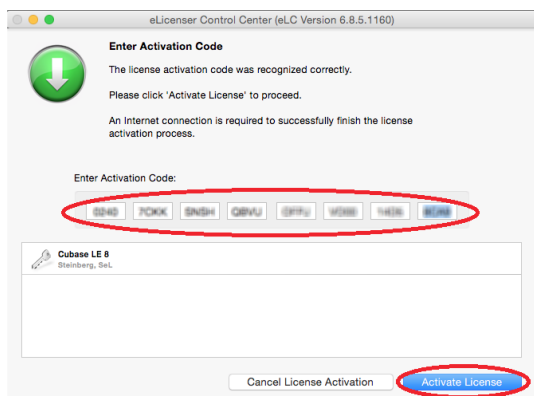 eLicenser Control Center (eLC Version 6.8.5.1160)
Enter Activation Code
The license activation code was recognized correctly.
Please click 'Activate License' to proceed.
An Internet connection is required to successfully finish the license
activation process.
Enter Activation Code:
Cubase LE 8
Steinberg, SeL
Cancel License Activation
Activate License